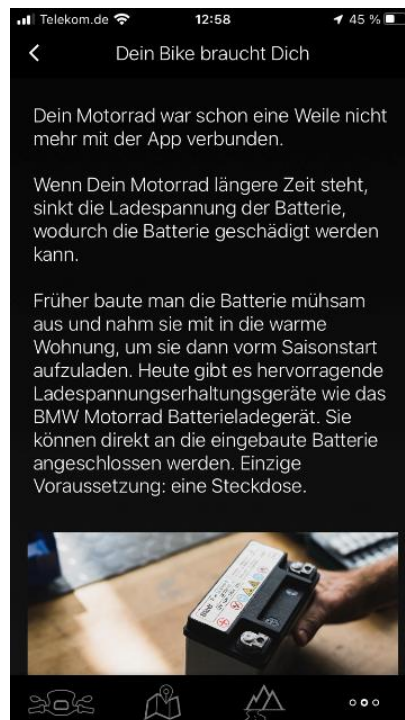 Telekom.de 12:58 45 %
Dein Bike braucht Dich
Dein Motorrad war schon eine Weile nicht
mehr mit der App verbunden.
Wenn Dein Motorrad längere Zeit steht,
sinkt die Ladespannung der Batterie,
wodurch die Batterie geschädigt werden
kann.
Früher baute man die Batterie mühsam
aus und nahm sie mit in die warme
Wohnung, um sie dann vorm Saisonstart
aufzuladen. Heute gibt es hervorragende
Ladespannungserhaltungsgeräte wie das
BMW Motorrad Batterieladegerät. Sie
können direkt an die eingebaute Batterie
angeschlossen werden. Einzige
Voraussetzung: eine Steckdose.